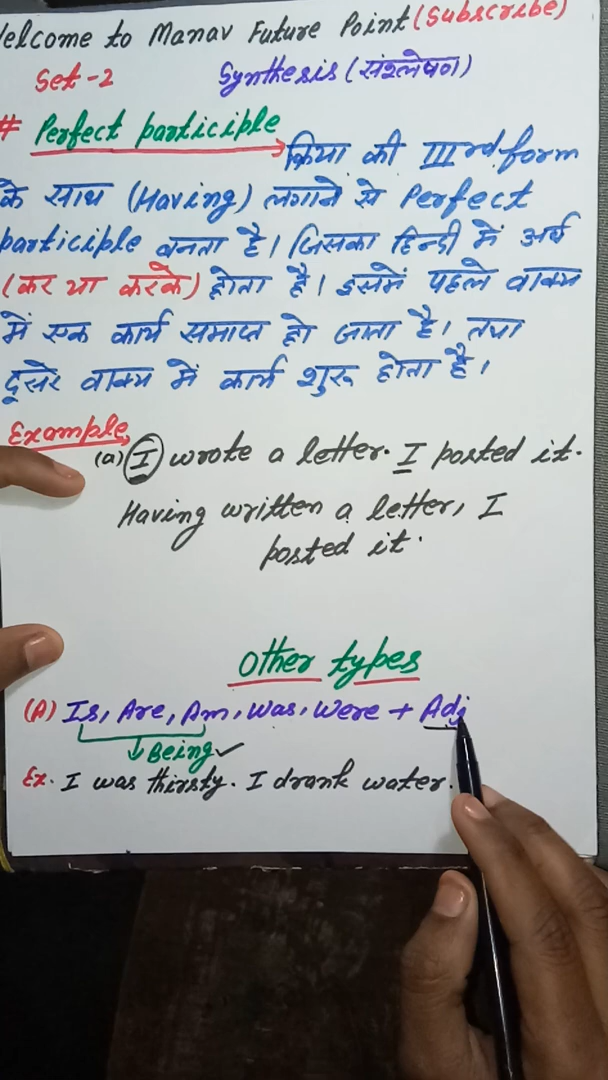 Welcome to Manav Future Point (Subscribe)
Set-2 Synthesis (संश्लेषण)
# Perfect participle
→ क्रिया की IIIrd form
के साथ (Having) लगाने से Perfect
participle बनता है। जिसका हिन्दी में अर्थ
(कर या करके) होता है। इसमें पहले वाक्य
में एक कार्य समाप्त हो जाता है। तथा
दूसरे वाक्य में कार्य शुरू होता है।
Example
(a) I wrote a letter. I posted it.
Having written a letter, I
posted it.
Other types
(A) Is, Are, Am, was, were + Adj
↓ Being ✓
Ex. I was thirsty. I drank water.